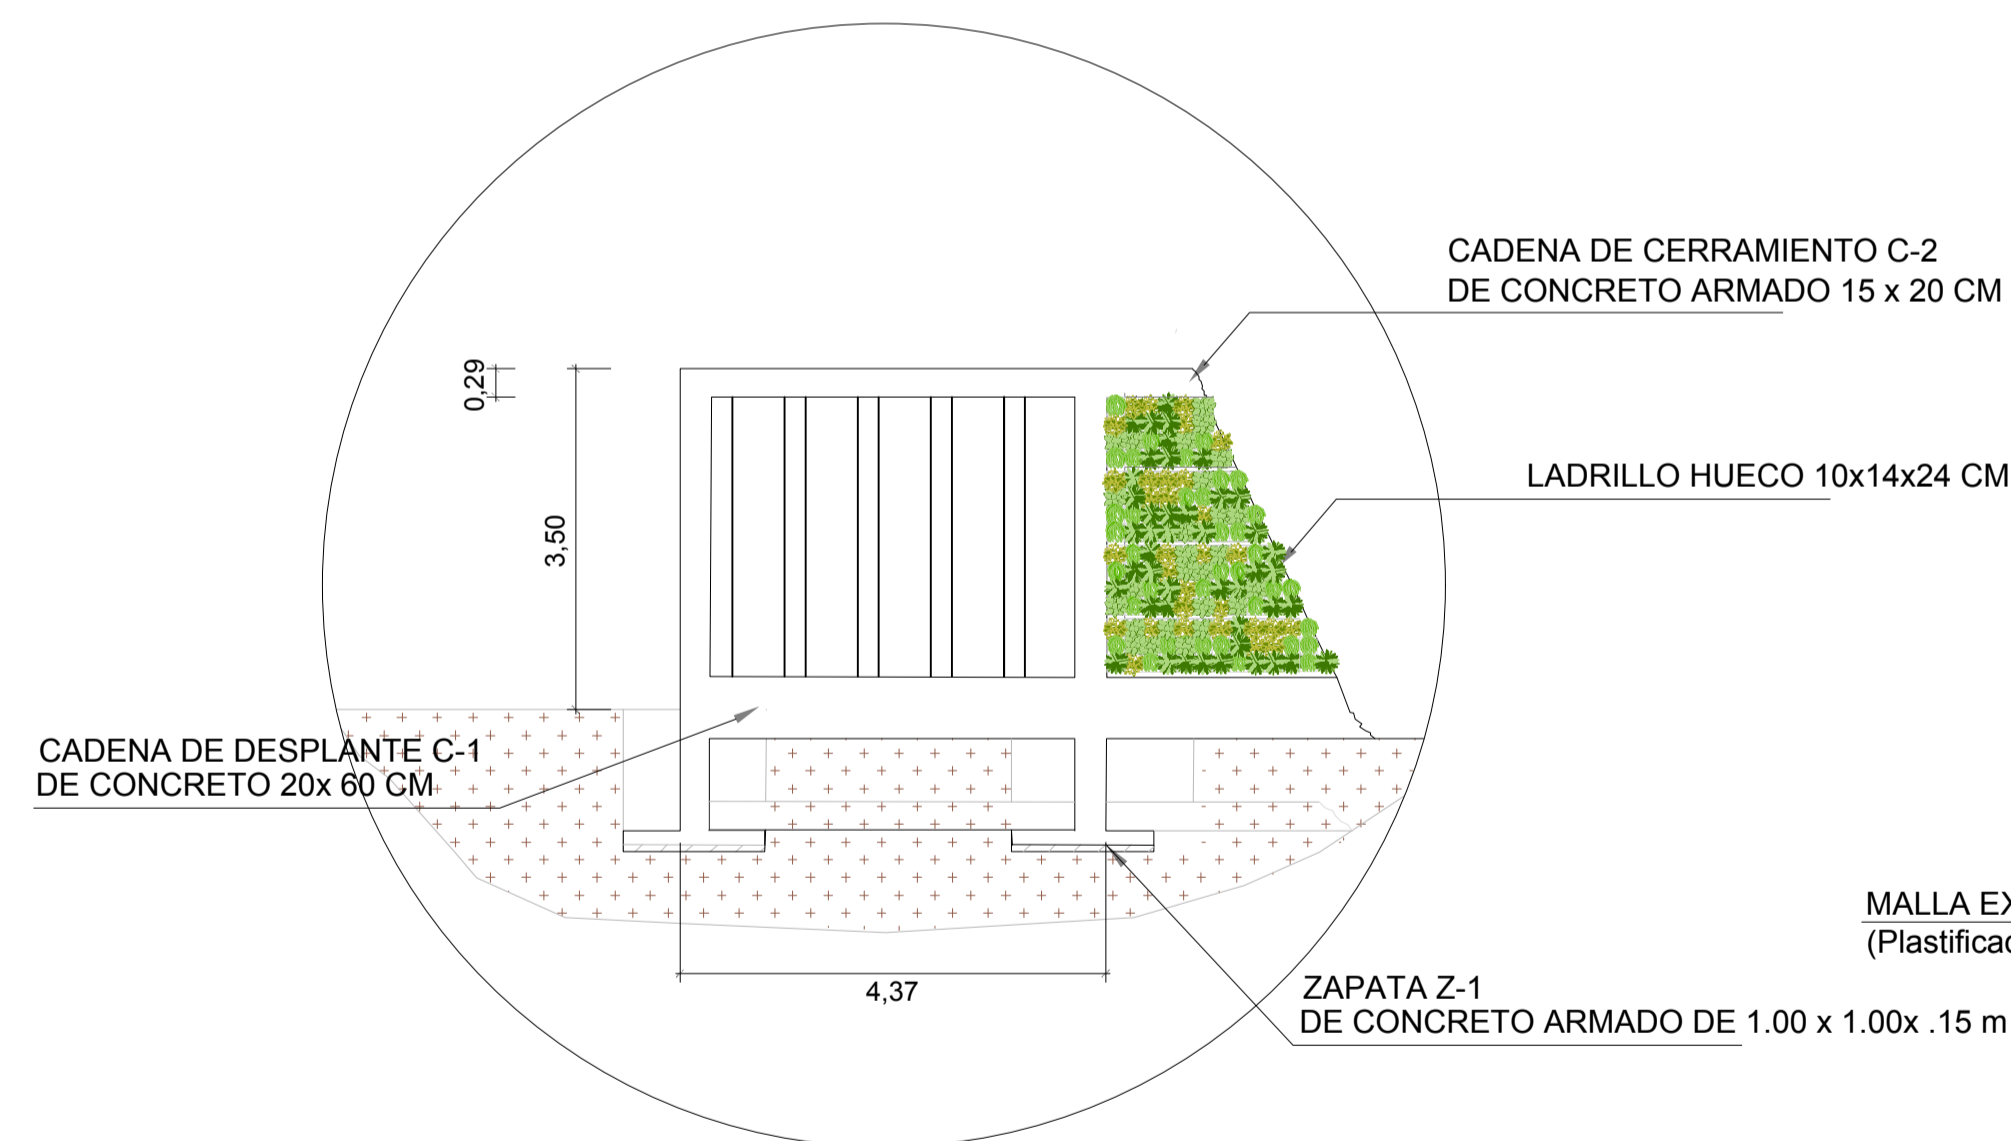 CADENA DE CERRAMIENTO C-2
DE CONCRETO ARMADO 15 x 20 CM
0,29
LADRILLO HUECO 10x14x24 CM
3,50
CADENA DE DESPLANTE C-1
DE CONCRETO 20x 60 CM
MALLA
(Plastificad
4,37
ZAPATA Z-1
DE CONCRETO ARMADO DE 1.00 x 1.00x .15 m